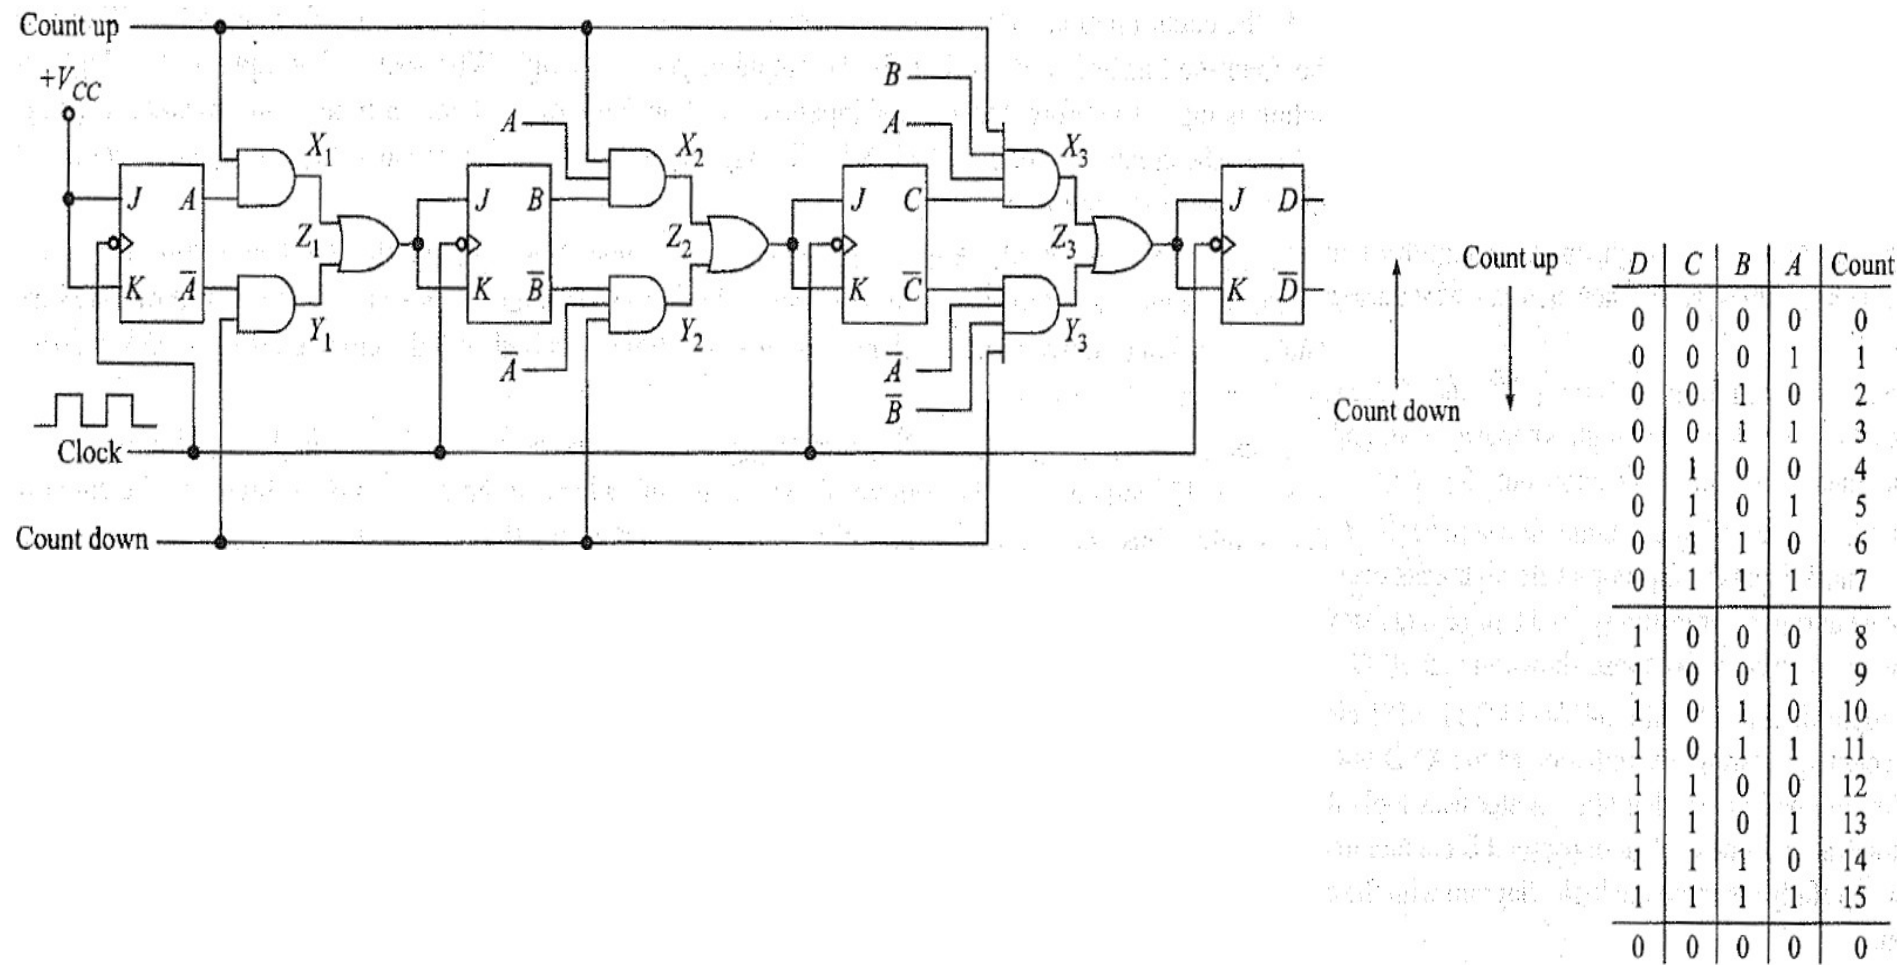 Count up
+VCC
J A
K A̅
X1
Y1
Z1
A
A̅
J B
K B̅
X2
Y2
Z2
B
A
A̅
B̅
J C
K C̅
X3
Y3
Z3
J D
K D̅
Clock
Count down
Count up
Count down
D C B A Count
0 0 0 0 0
0 0 0 1 1
0 0 1 0 2
0 0 1 1 3
0 1 0 0 4
0 1 0 1 5
0 1 1 0 6
0 1 1 1 7
1 0 0 0 8
1 0 0 1 9
1 0 1 0 10
1 0 1 1 11
1 1 0 0 12
1 1 0 1 13
1 1 1 0 14
1 1 1 1 15
0 0 0 0 0